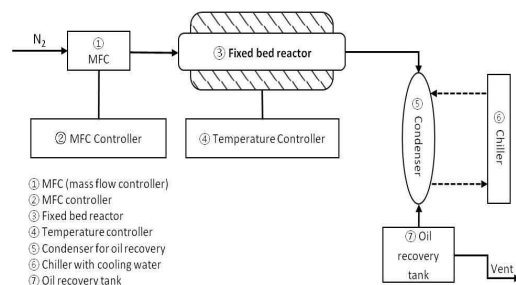 N₂
① MFC
③ Fixed bed reactor
② MFC Controller
④ Temperature Controller
⑤ Condenser
⑥ Chiller
⑦ Oil
recovery
tank
Vent
① MFC (mass flow controller)
② MFC controller
③ Fixed bed reactor
④ Temperature controller
⑤ Condenser for oil recovery
⑥ Chiller with cooling water
⑦ Oil recovery tank